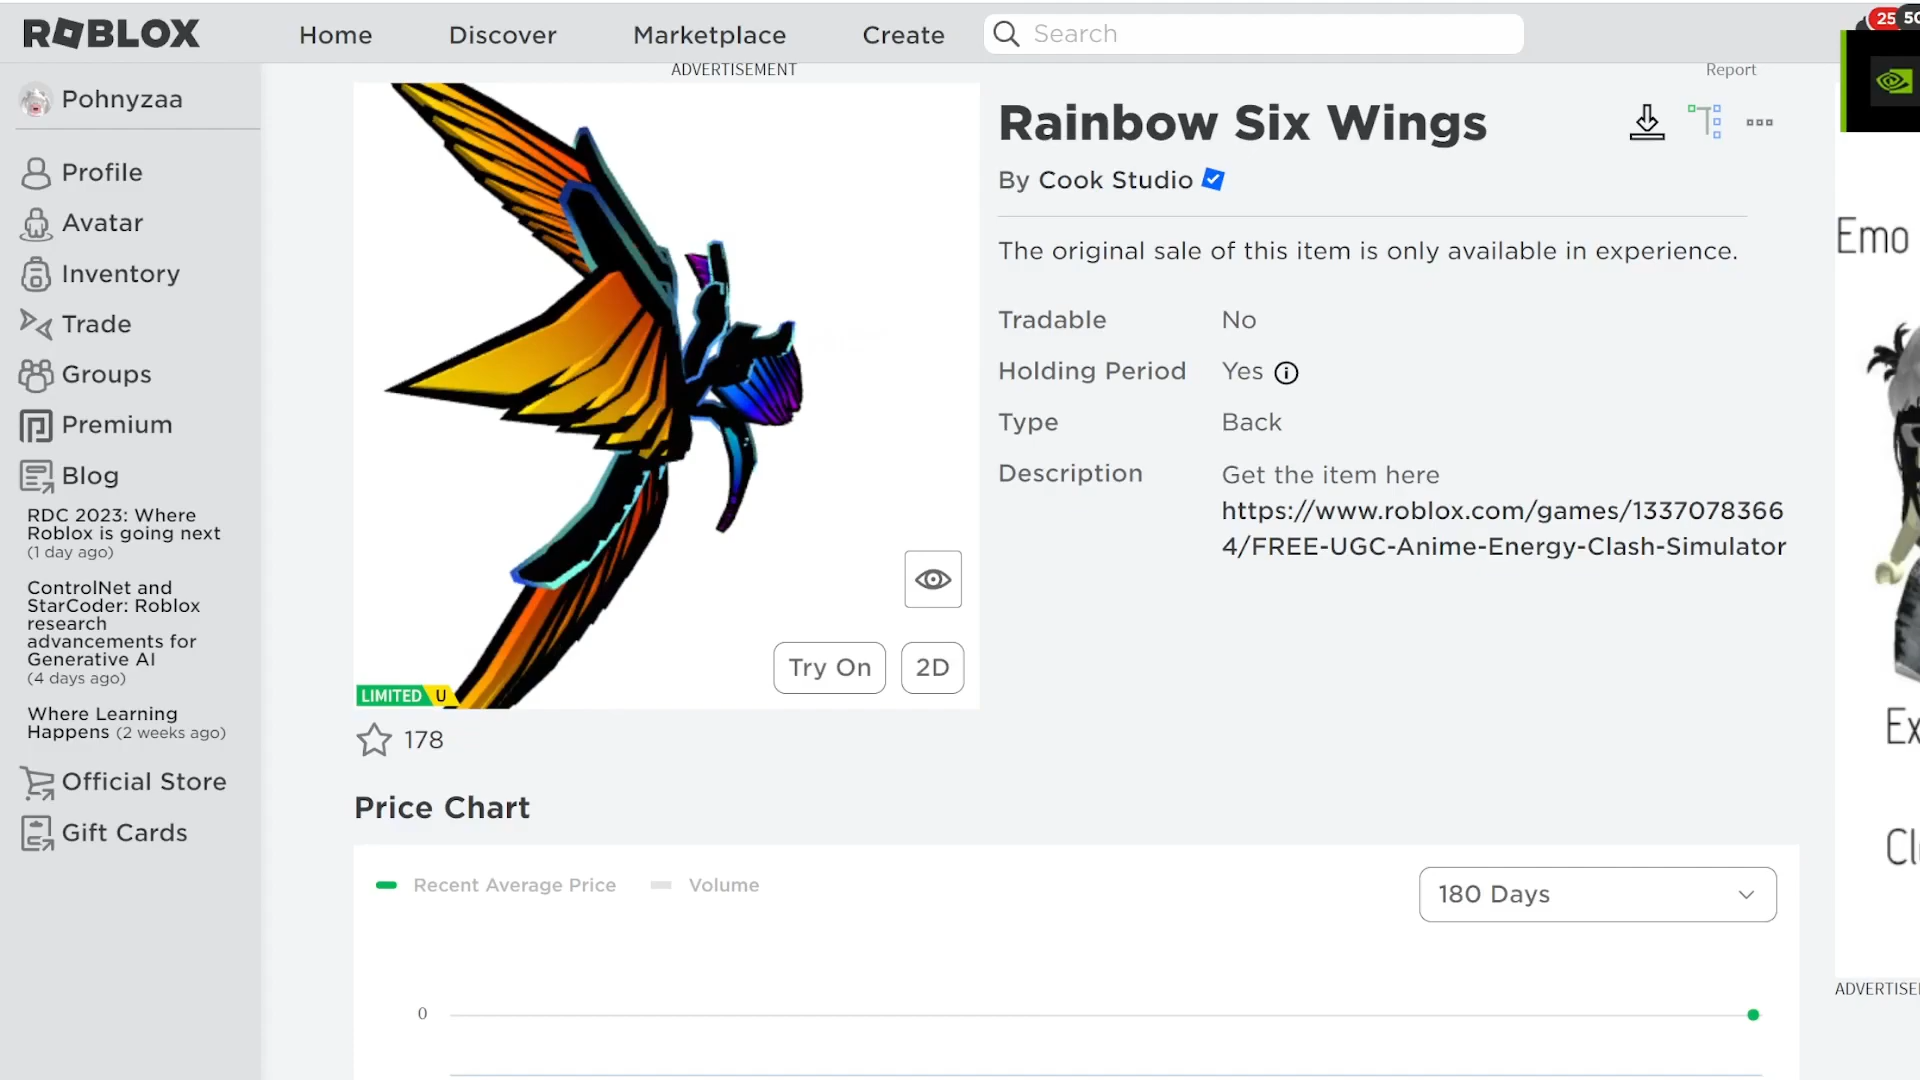 ROBLOX
Home
Discover
Marketplace
Create
Search
25
ADVERTISEMENT
Report
Pohnyzaa
Profile
Avatar
Inventory
Trade
Groups
Premium
Blog
RDC 2023: Where
Roblox is going next
(1 day ago)
ControlNet and
StarCoder: Roblox
research
advancements for
Generative AI
(4 days ago)
Where Learning
Happens (2 weeks ago)
Official Store
Gift Cards
Rainbow Six Wings
By Cook Studio
The original sale of this item is only available in experience.
Tradable No
Holding Period Yes
Type Back
Description Get the item here
https://www.roblox.com/games/1337078366
4/FREE-UGC-Anime-Energy-Clash-Simulator
Try On
2D
LIMITED U
178
Price Chart
Recent Average Price
Volume
180 Days
0
Emo